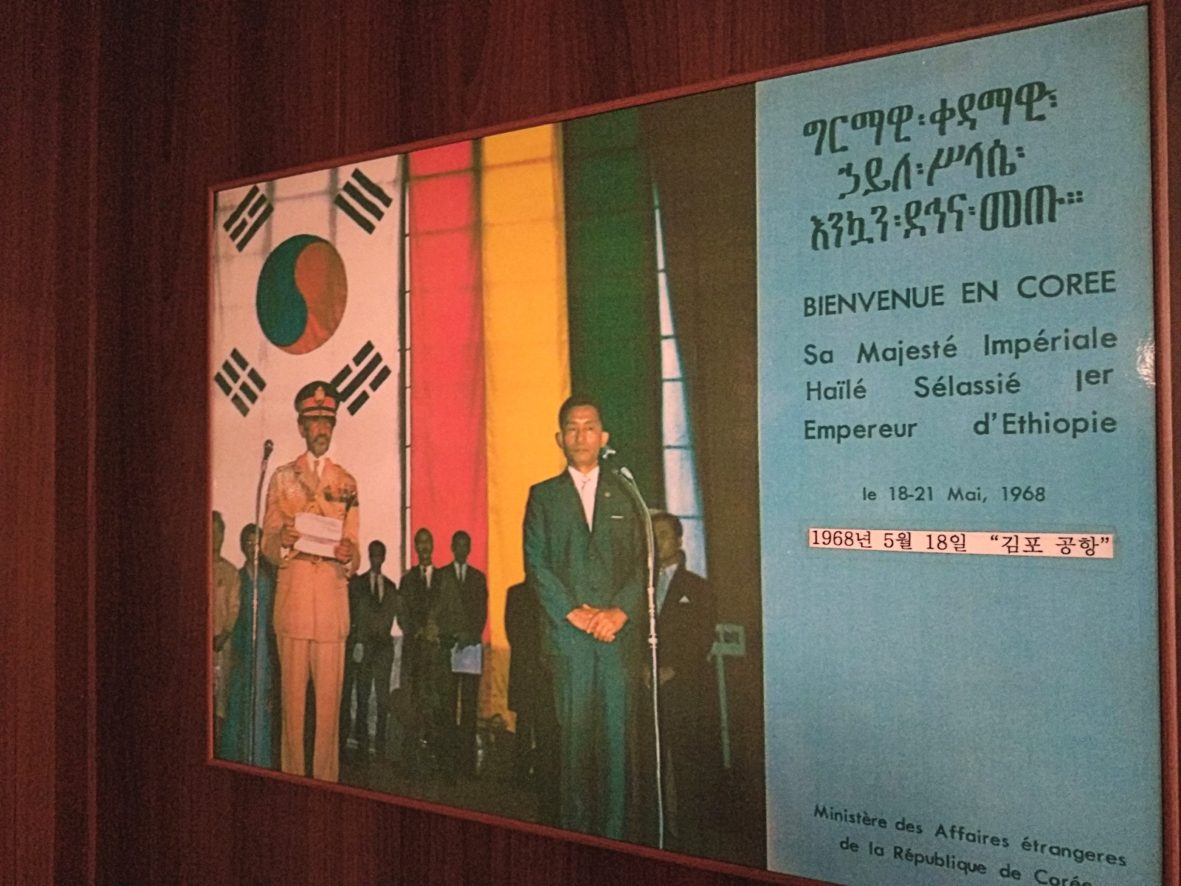 ግርማዊ፡ቀዳማዊ፡
ኃይለ፡ሥላሴ፡
እንኳን፡ደኅና፡መጡ።
BIENVENUE EN COREE
Sa Majesté Impériale
Haïlé Sélassié Ier
Empereur d'Ethiopie
le 18-21 Mai, 1968
1968년 5월 18일 “김포 공항”
Ministère des Affaires étrangeres
de la République de Corée